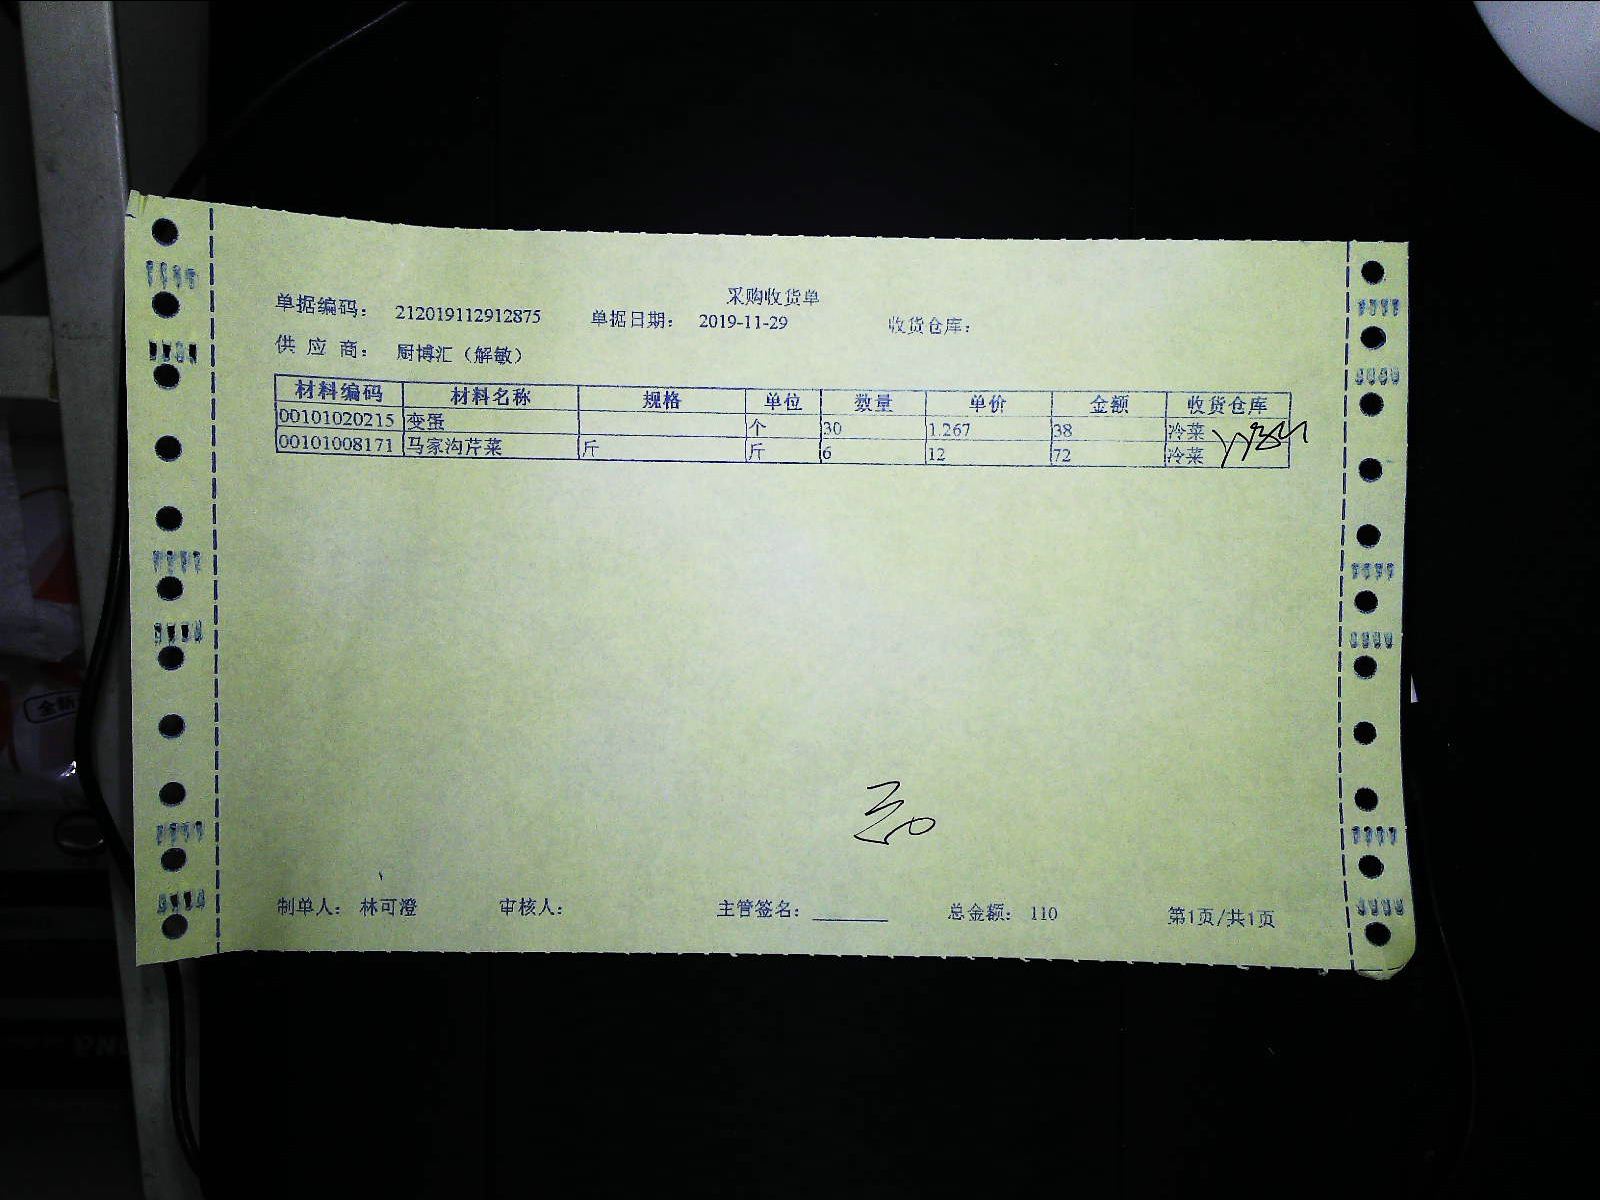 采购收货单
单据编码： 212019112912875 单据日期： 2019-11-29 收货仓库：
供 应 商： 厨博汇（解敏）
材料编码 材料名称 规格 单位 数量 单价 金额 收货仓库
00101020215 变蛋 个 30 1.267 38 冷菜
00101008171 马家沟芹菜 斤 斤 6 12 72 冷菜
制单人： 林可澄 审核人： 主管签名： 总金额： 110 第1页/共1页
全新